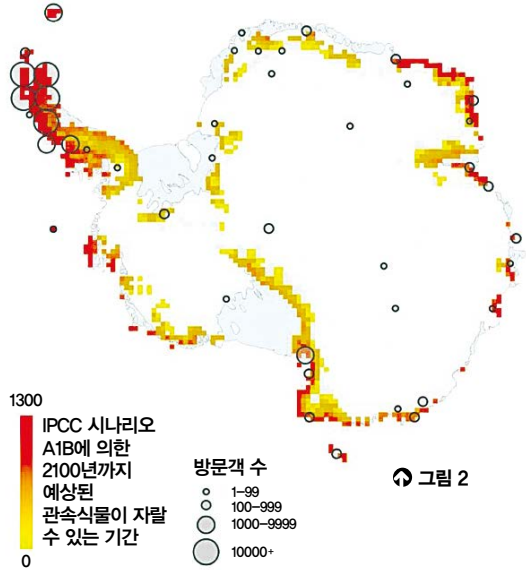 1300
IPCC 시나리오
A1B에 의한
2100년까지
예상된
관속식물이 자랄
수 있는 기간
0
방문객 수
1–99
100–999
1000–9999
10000+
그림 2